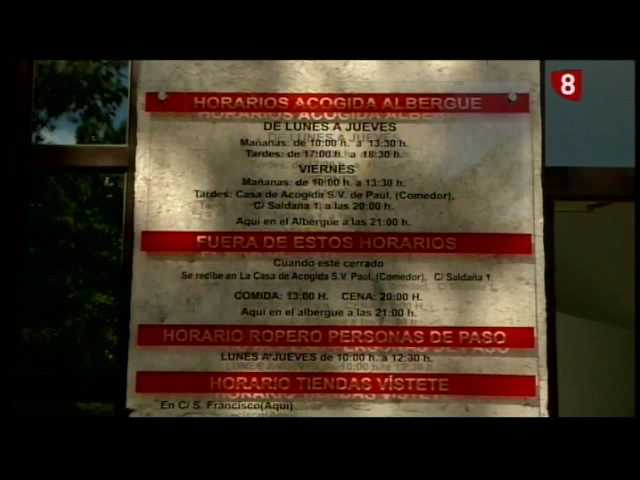 8
HORARIOS ACOGIDA ALBERGUE
DE LUNES A JUEVES
Mañanas: de 10:00 h. a 13:30 h.
Tardes: de 17:00 h. a 18:30 h.
VIERNES
Mañanas: de 10:00 h. a 13:30 h.
Tardes: Casa de Acogida S.V. de Paúl, (Comedor),
C/ Saldaña 1, a las 20:00 h.
Aquí en el Albergue a las 21:00 h.
FUERA DE ESTOS HORARIOS
Cuando esté cerrado
Se recibe en La Casa de Acogida S.V. Paul, (Comedor), C/ Saldaña 1.
COMIDA: 13:00 H. CENA: 20:00 H.
Aquí en el albergue a las 21:00 h.
HORARIO ROPERO PERSONAS DE PASO
LUNES A JUEVES de 10:00 h. a 12:30 h.
HORARIO TIENDAS VÍSTETE
En C/ S. Francisco(Aquí)